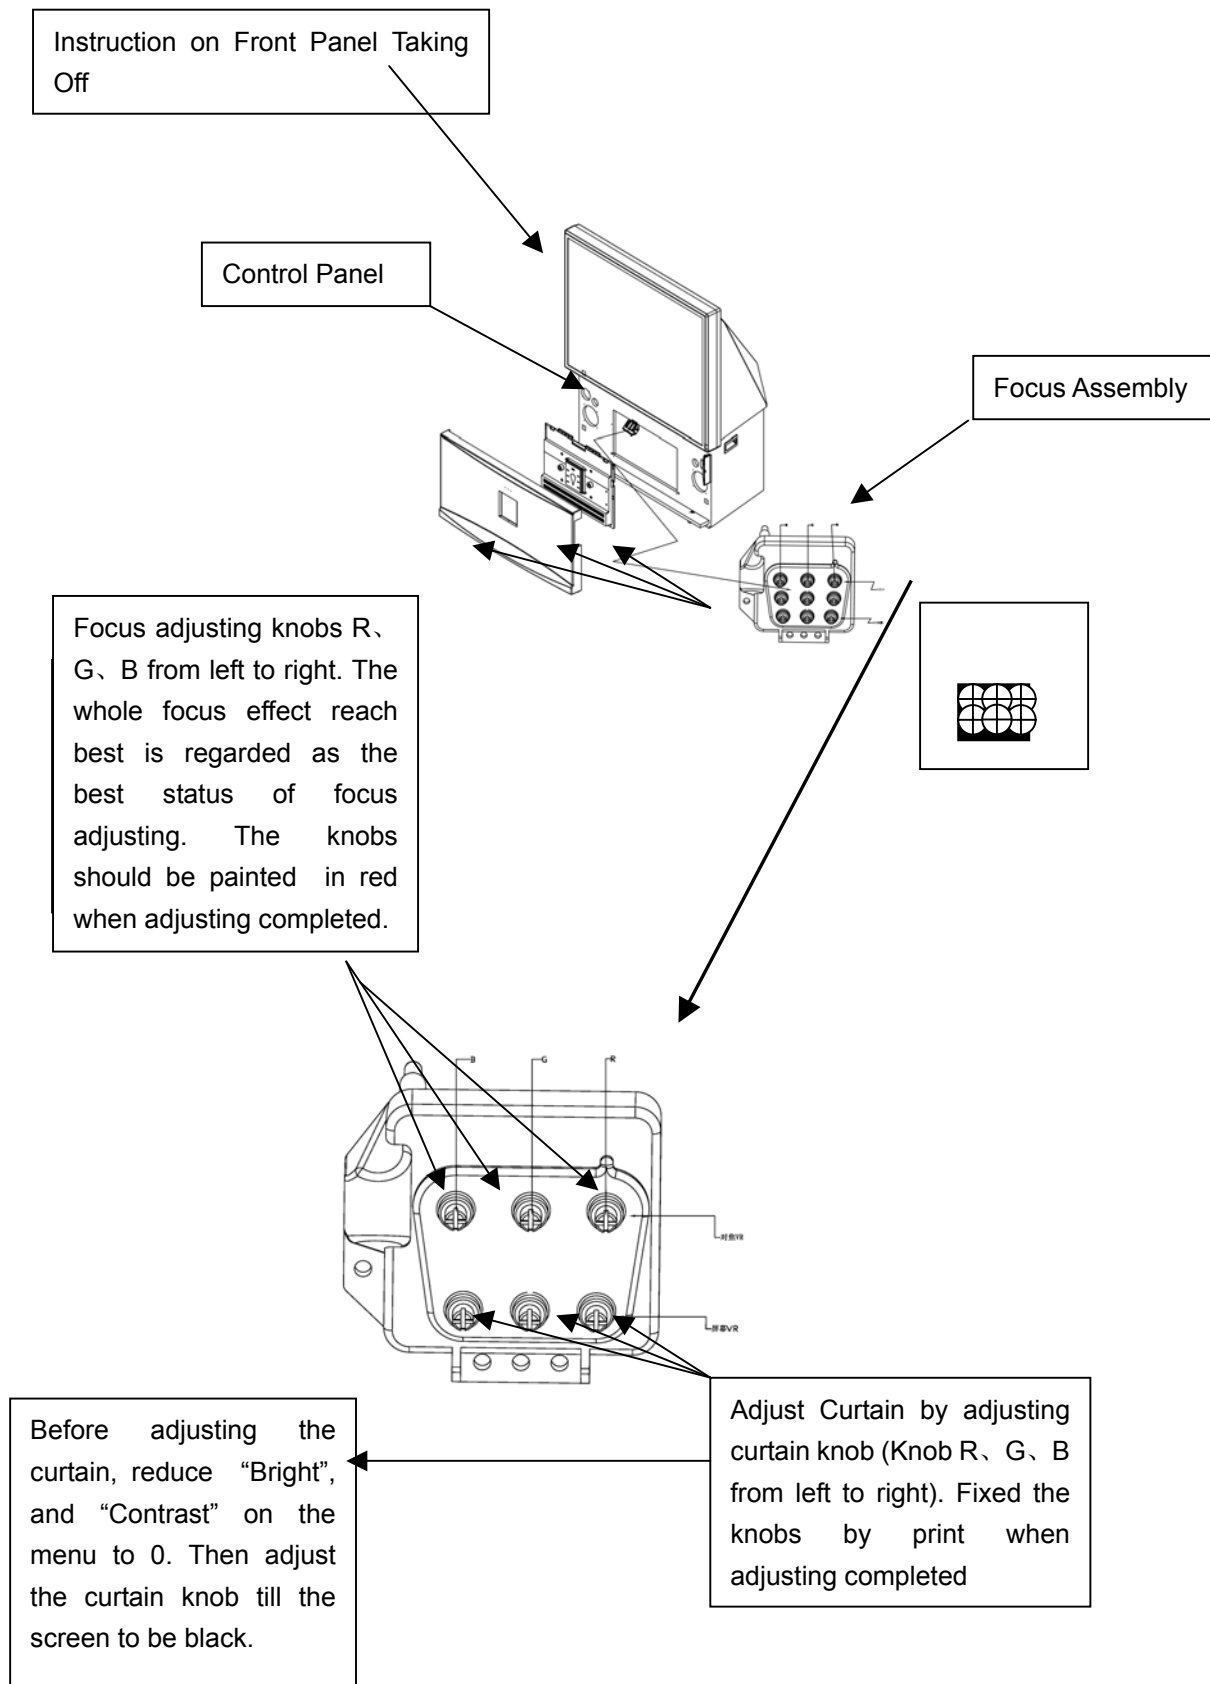 Instruction on Front Panel Taking
Off
Control Panel
Focus Assembly
Focus adjusting knobs R、
G、B from left to right. The
whole focus effect reach
best is regarded as the
best status of focus
adjusting. The knobs
should be painted in red
when adjusting completed.
B
G
R
对焦VR
屏幕VR
Adjust Curtain by adjusting
curtain knob (Knob R、G、B
from left to right). Fixed the
knobs by print when
adjusting completed
Before adjusting the
curtain, reduce “Bright”,
and “Contrast” on the
menu to 0. Then adjust
the curtain knob till the
screen to be black.